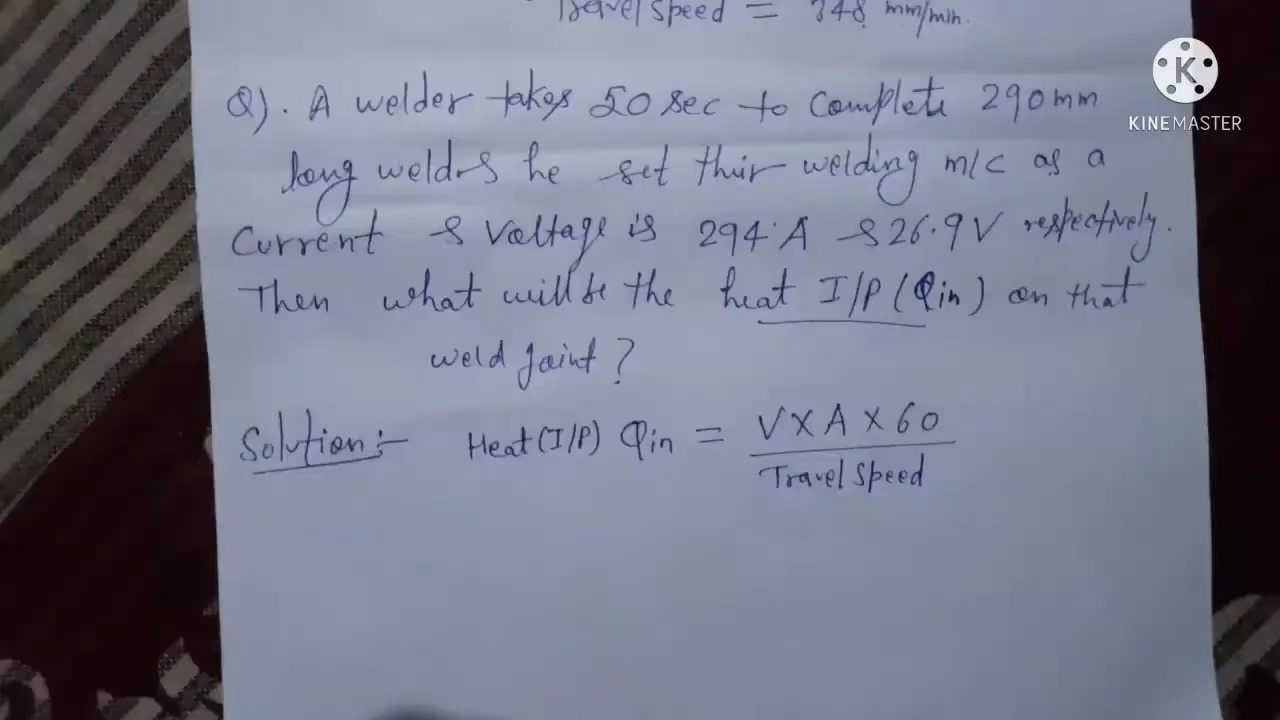 Travel Speed = 348 mm/min.
Q). A welder takes 50 sec to Complete 290mm
long weld & he set thir welding m/c as a
Current & Voltage is 294 A & 26.9V respectively.
Then what will be the heat I/P (Qin) on that
weld joint?
Solution:- Heat (I/P) Qin = V X A X 60
Travel Speed
K
KINEMASTER